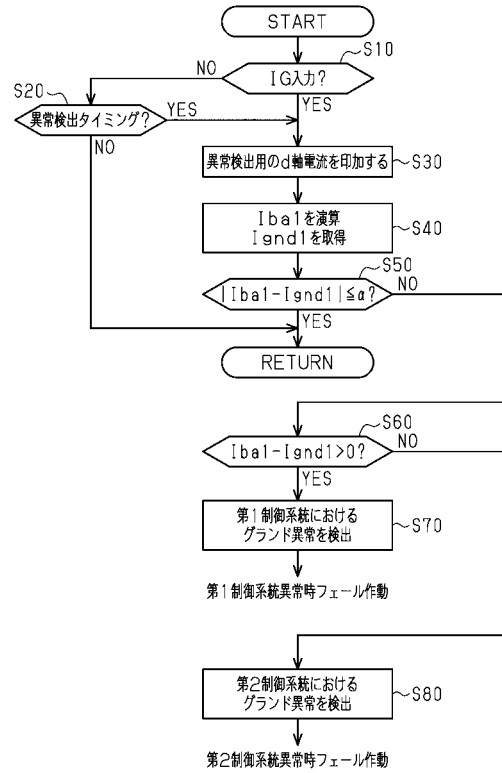 START
S10
IG入力?
NO
YES
S20
異常検出タイミング?
YES
NO
異常検出用のd軸電流を印加する
S30
Iba1を演算
Ignd1を取得
S40
S50
|Iba1-Ignd1|≦α?
NO
YES
RETURN
S60
Iba1-Ignd1>0?
NO
YES
第1制御系統における
グランド異常を検出
S70
第1制御系統異常時フェール作動
第2制御系統における
グランド異常を検出
S80
第2制御系統異常時フェール作動